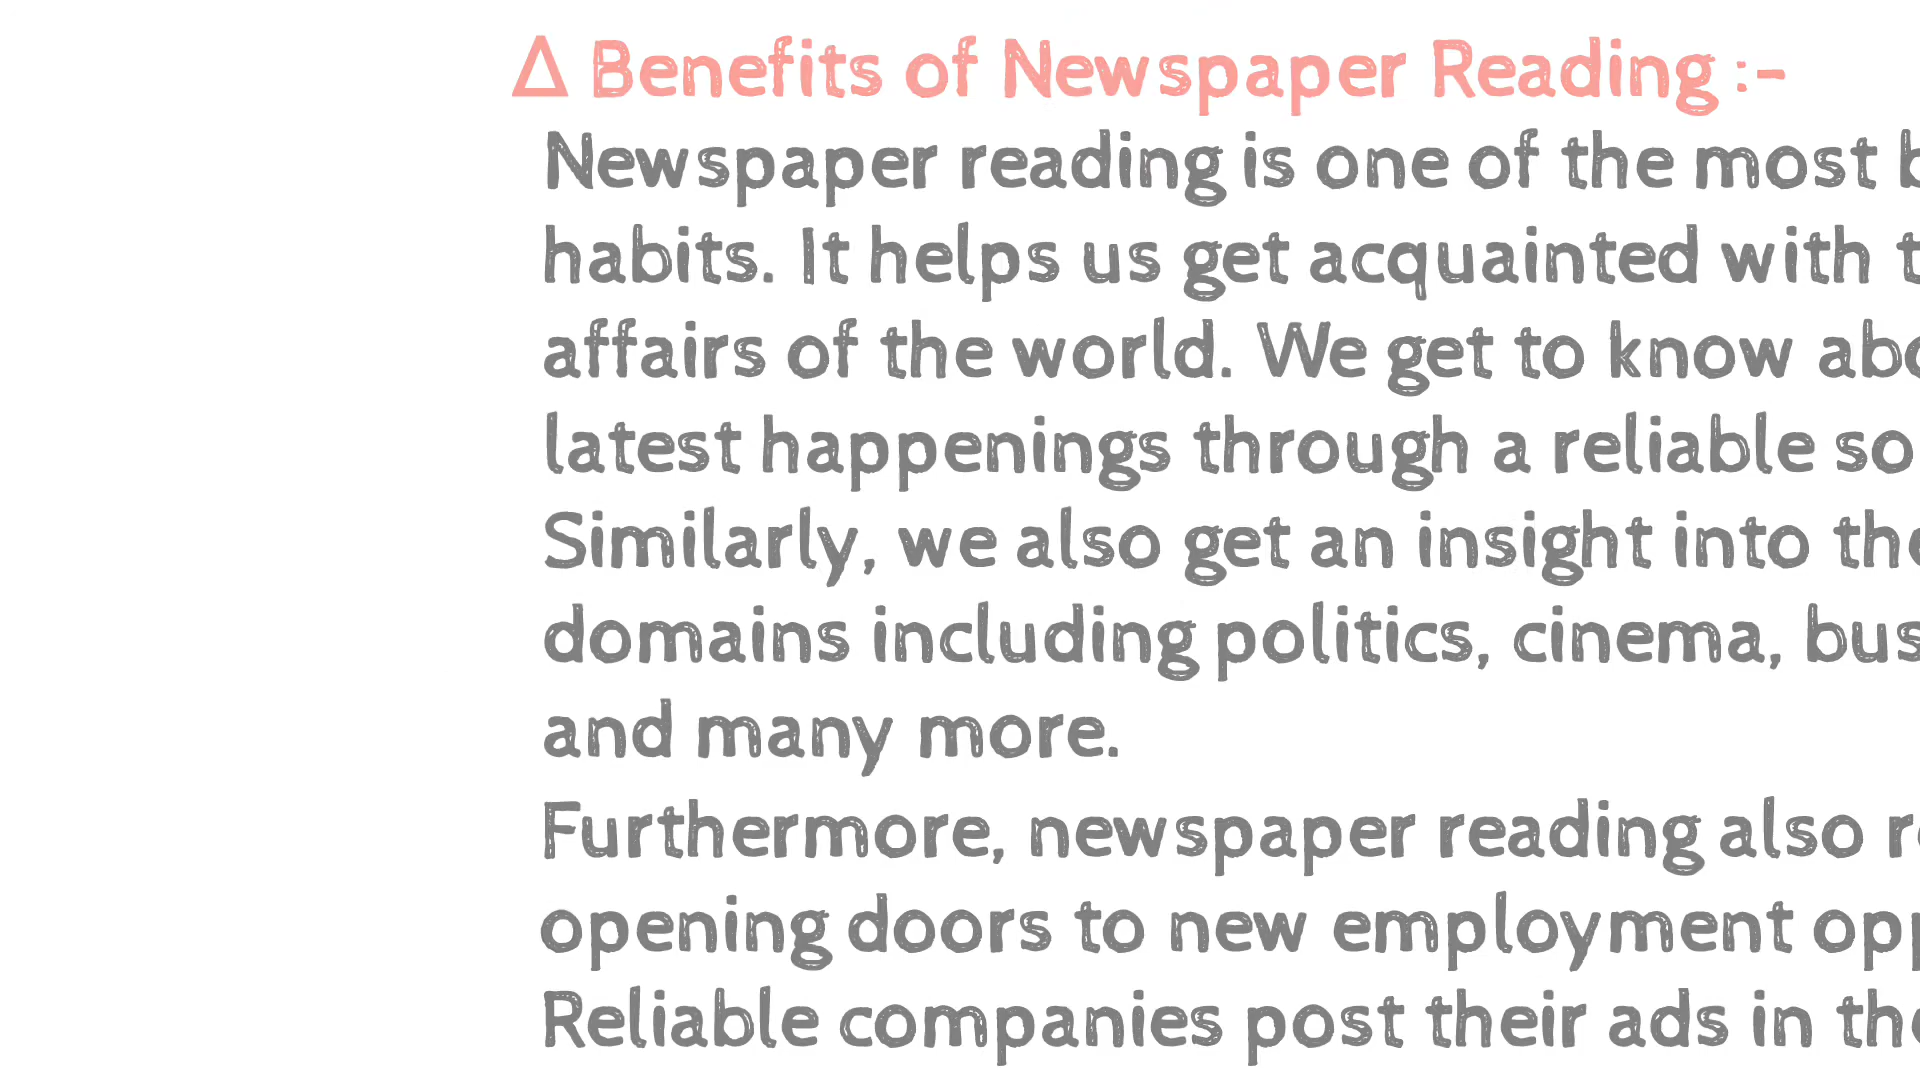 Δ Benefits of Newspaper Reading :-
Newspaper reading is one of the most
habits. It helps us get acquainted with
affairs of the world. We get to know
latest happenings through a reliable
Similarly, we also get an insight into the
domains including politics, cinema,
and many more.
Furthermore, newspaper reading also
opening doors to new employment
Reliable companies post their ads in the